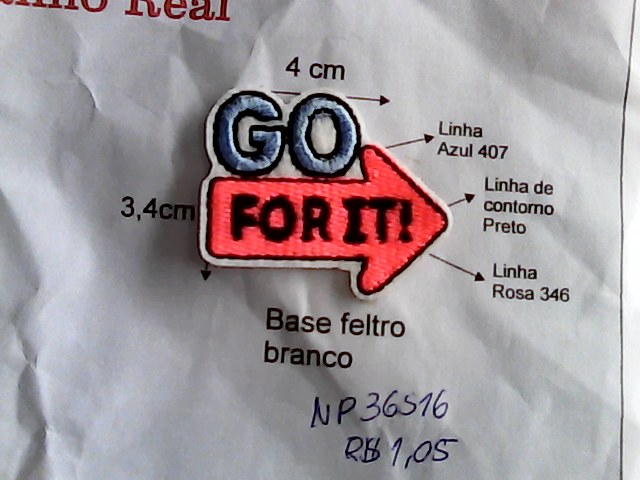 Real
4 cm
GO
Linha
Azul 407
Linha de
contorno
Preto
3,4cm
FOR IT!
Linha
Rosa 346
Base feltro
branco
NP36516
R$1,05